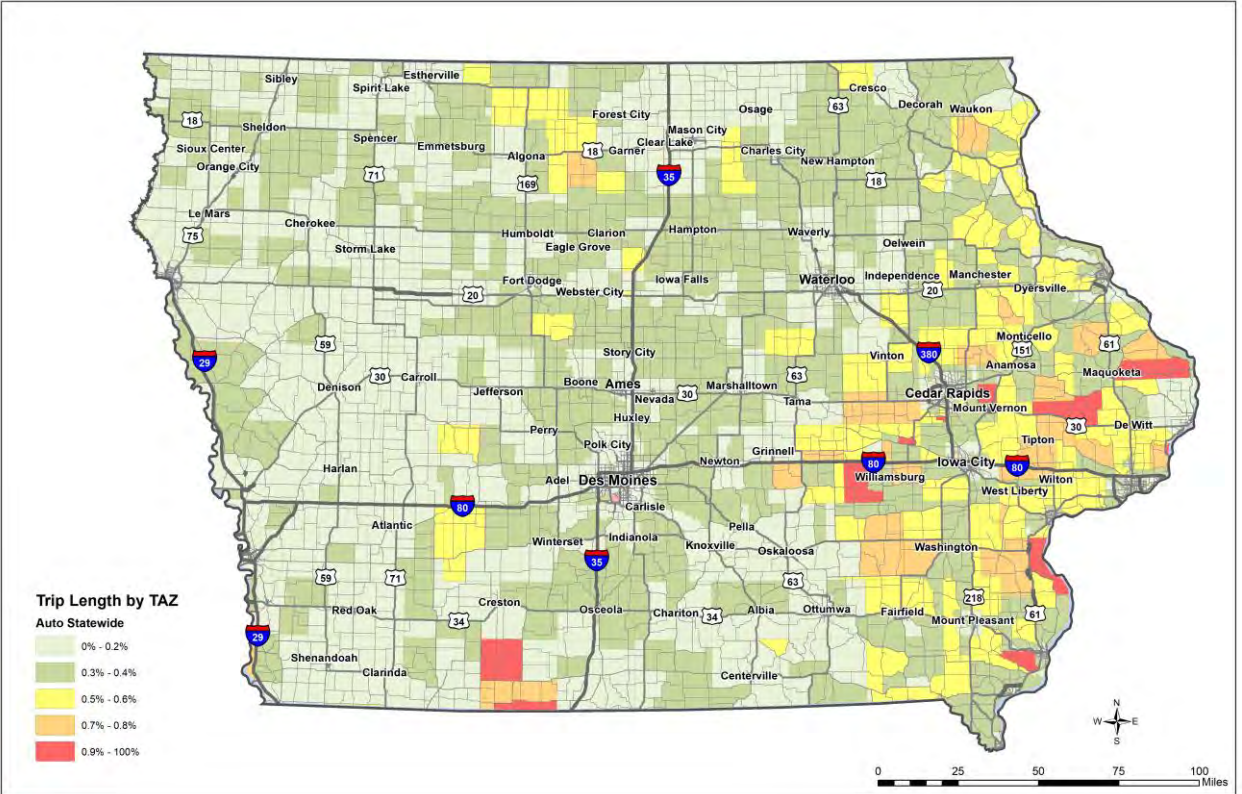 Estherville
Sibley
Spirit Lake
Cresco
Decorah
Waukon
63
Osage
Forest City
18
Sheldon
Spencer
Emmetsburg
Mason City
Clear Lake
Sioux Center
Orange City
Algona
18
Garner
Charles City
New Hampton
71
169
35
18
Le Mars
75
Cherokee
Storm Lake
Humboldt
Clarion
Eagle Grove
Hampton
Waverly
Oelwein
Fort Dodge
Webster City
Iowa Falls
Waterloo
Independence
Manchester
20
20
Dyersville
59
29
Story City
63
Vinton
380
Monticello
151
Anamosa
61
Maquoketa
Denison
30
Carroll
Jefferson
Boone
Ames
Nevada
30
Marshalltown
Tama
Cedar Rapids
Mount Vernon
Huxley
Perry
Polk City
30
De Witt
Tipton
Harlan
Adel
Des Moines
Newton
Grinnell
80
Williamsburg
Iowa City
80
Wilton
West Liberty
80
Atlantic
Carlisle
Winterset
Indianola
Pella
Knoxville
Oskaloosa
Washington
35
59
71
63
Red Oak
34
Creston
Osceola
Chariton
34
Albia
Ottumwa
Fairfield
218
Mount Pleasant
61
29
Shenandoah
Clarinda
Centerville
Trip Length by TAZ
Auto Statewide
0% - 0.2%
0.3% - 0.4%
0.5% - 0.6%
0.7% - 0.8%
0.9% - 100%
N
W
E
S
0
25
50
75
100
Miles